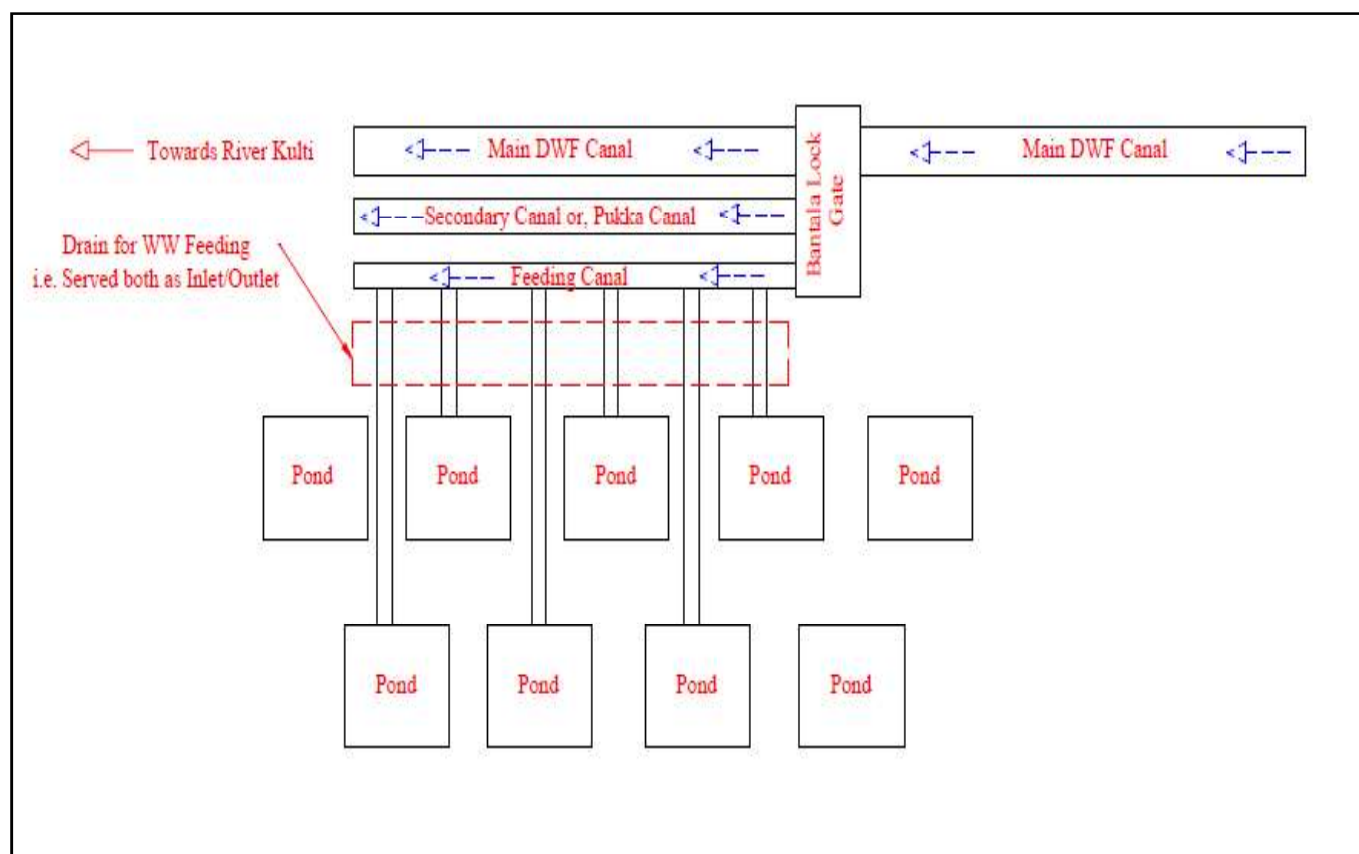 Towards River Kulti
Main DWF Canal
Main DWF Canal
Bantala Lock
Gate
Secondary Canal or, Pukka Canal
Drain for WW Feeding
i.e. Served both as Inlet/Outlet
Feeding Canal
Pond
Pond
Pond
Pond
Pond
Pond
Pond
Pond
Pond